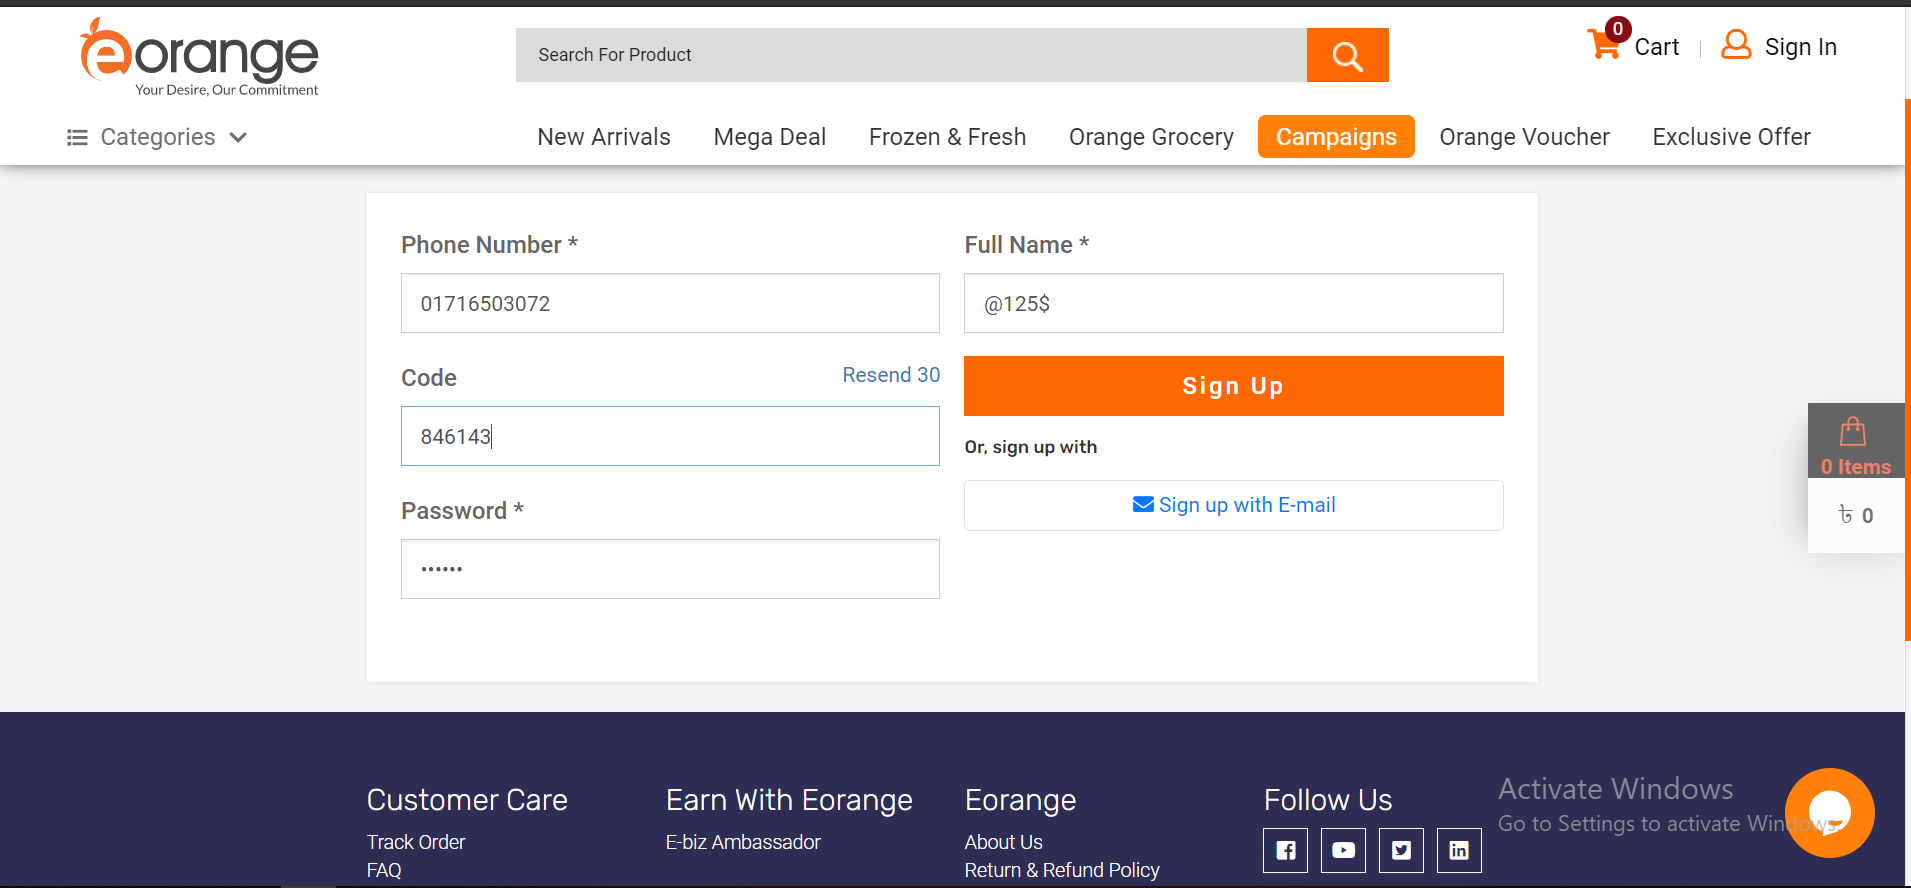 eorange
Your Desire, Our Commitment
Search For Product
0
Cart
Sign In
Categories
New Arrivals
Mega Deal
Frozen & Fresh
Orange Grocery
Campaigns
Orange Voucher
Exclusive Offer
Phone Number *
01716503072
Full Name *
@125$
Code
Resend 30
846143
Sign Up
Or, sign up with
Sign up with E-mail
Password *
••••••
0 Items
৳ 0
Customer Care
Track Order
FAQ
Earn With Eorange
E-biz Ambassador
Eorange
About Us
Return & Refund Policy
Follow Us
Activate Windows
Go to Settings to activate Windows.